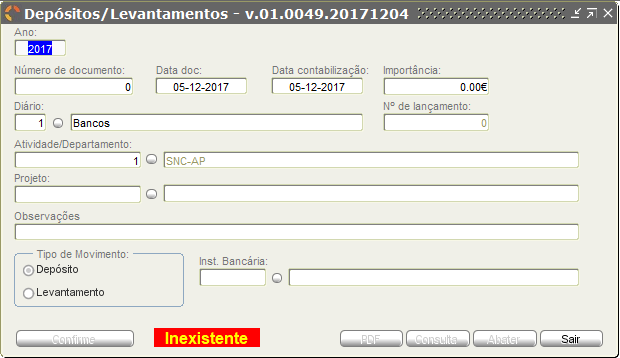 Depósitos/Levantamentos - v.01.0049.20171204
Ano:
2017
Número de documento: Data doc: Data contabilização: Importância:
0 05-12-2017 05-12-2017 0.00€
Diário: Nº de lançamento:
1 Bancos 0
Atividade/Departamento:
1 SNC-AP
Projeto:
Observações
Tipo de Movimento:
Inst. Bancária:
Depósito
Levantamento
Confirme Inexistente PDF Consulta Abater Sair